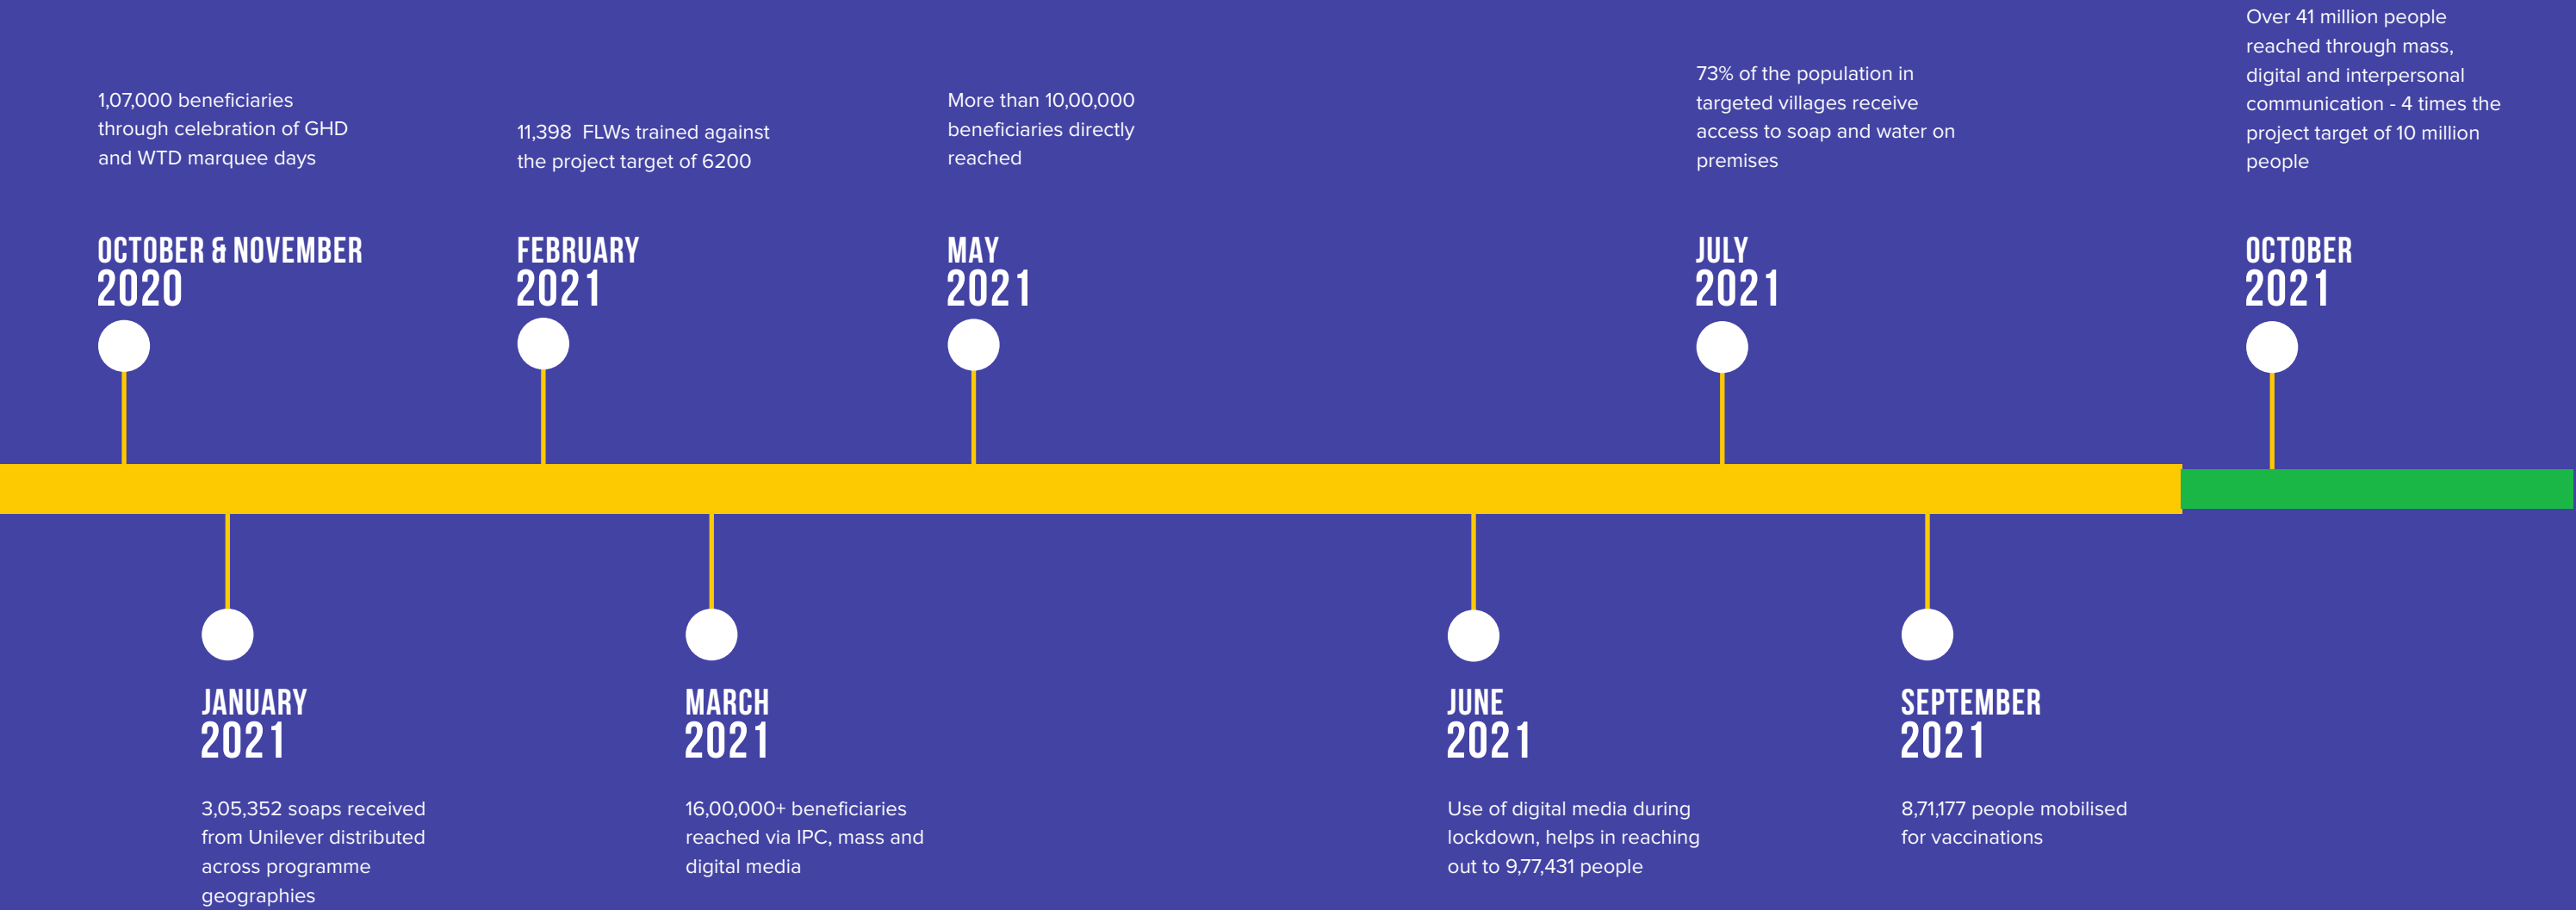 1,07,000 beneficiaries
through celebration of GHD
and WTD marquee days
OCTOBER & NOVEMBER
2020
11,398 FLWs trained against
the project target of 6200
FEBRUARY
2021
More than 10,00,000
beneficiaries directly
reached
MAY
2021
73% of the population in
targeted villages receive
access to soap and water on
premises
JULY
2021
Over 41 million people
reached through mass,
digital and interpersonal
communication - 4 times the
project target of 10 million
people
OCTOBER
2021
JANUARY
2021
3,05,352 soaps received
from Unilever distributed
across programme
geographies
MARCH
2021
16,00,000+ beneficiaries
reached via IPC, mass and
digital media
JUNE
2021
Use of digital media during
lockdown, helps in reaching
out to 9,77,431 people
SEPTEMBER
2021
8,71,177 people mobilised
for vaccinations